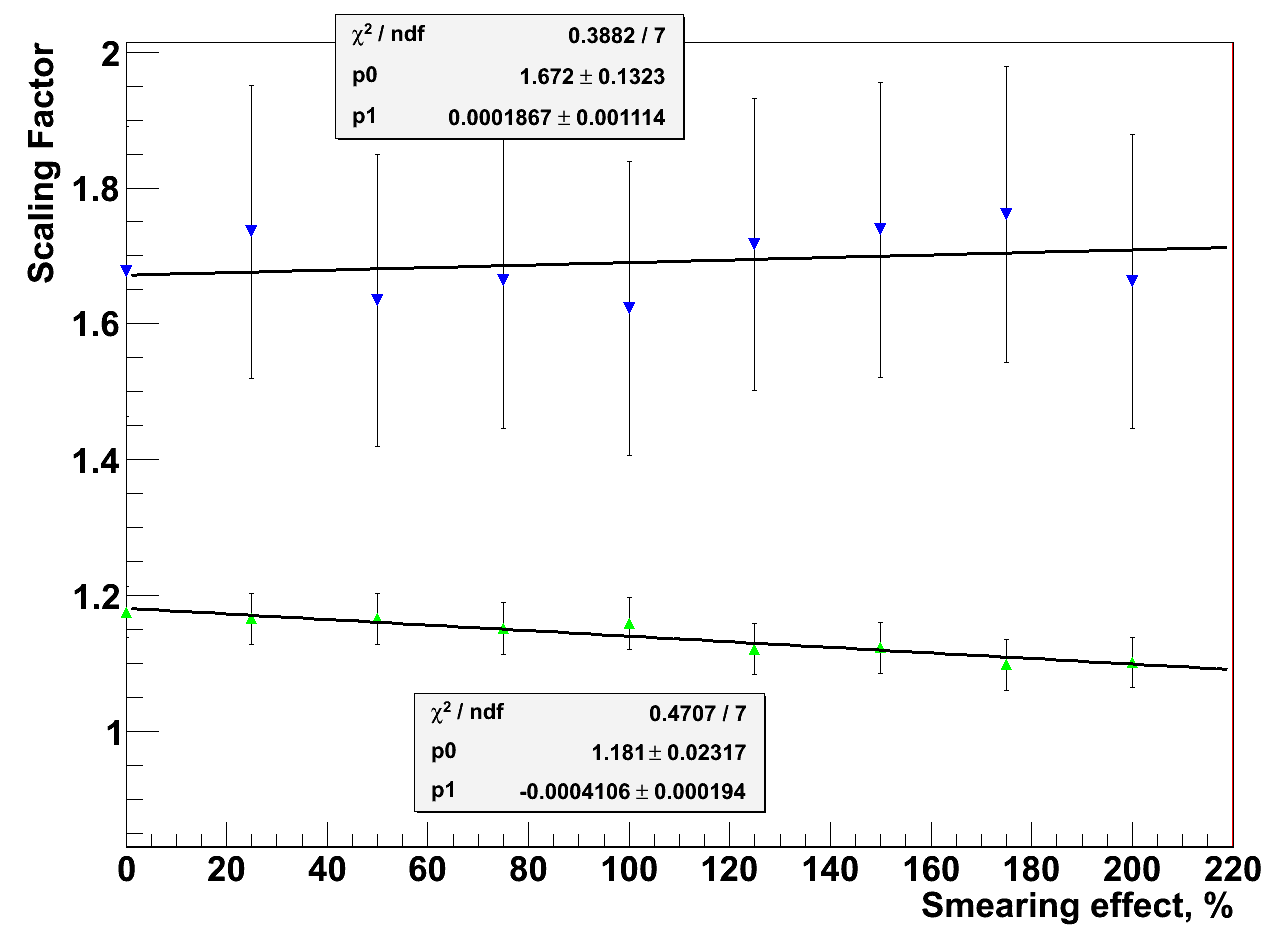 χ² / ndf 0.3882 / 7
p0 1.672 ± 0.1323
p1 0.0001867 ± 0.001114
Scaling Factor
2
1.8
1.6
1.4
1.2
1
χ² / ndf 0.4707 / 7
p0 1.181 ± 0.02317
p1 -0.0004106 ± 0.000194
0 20 40 60 80 100 120 140 160 180 200 220
Smearing effect, %